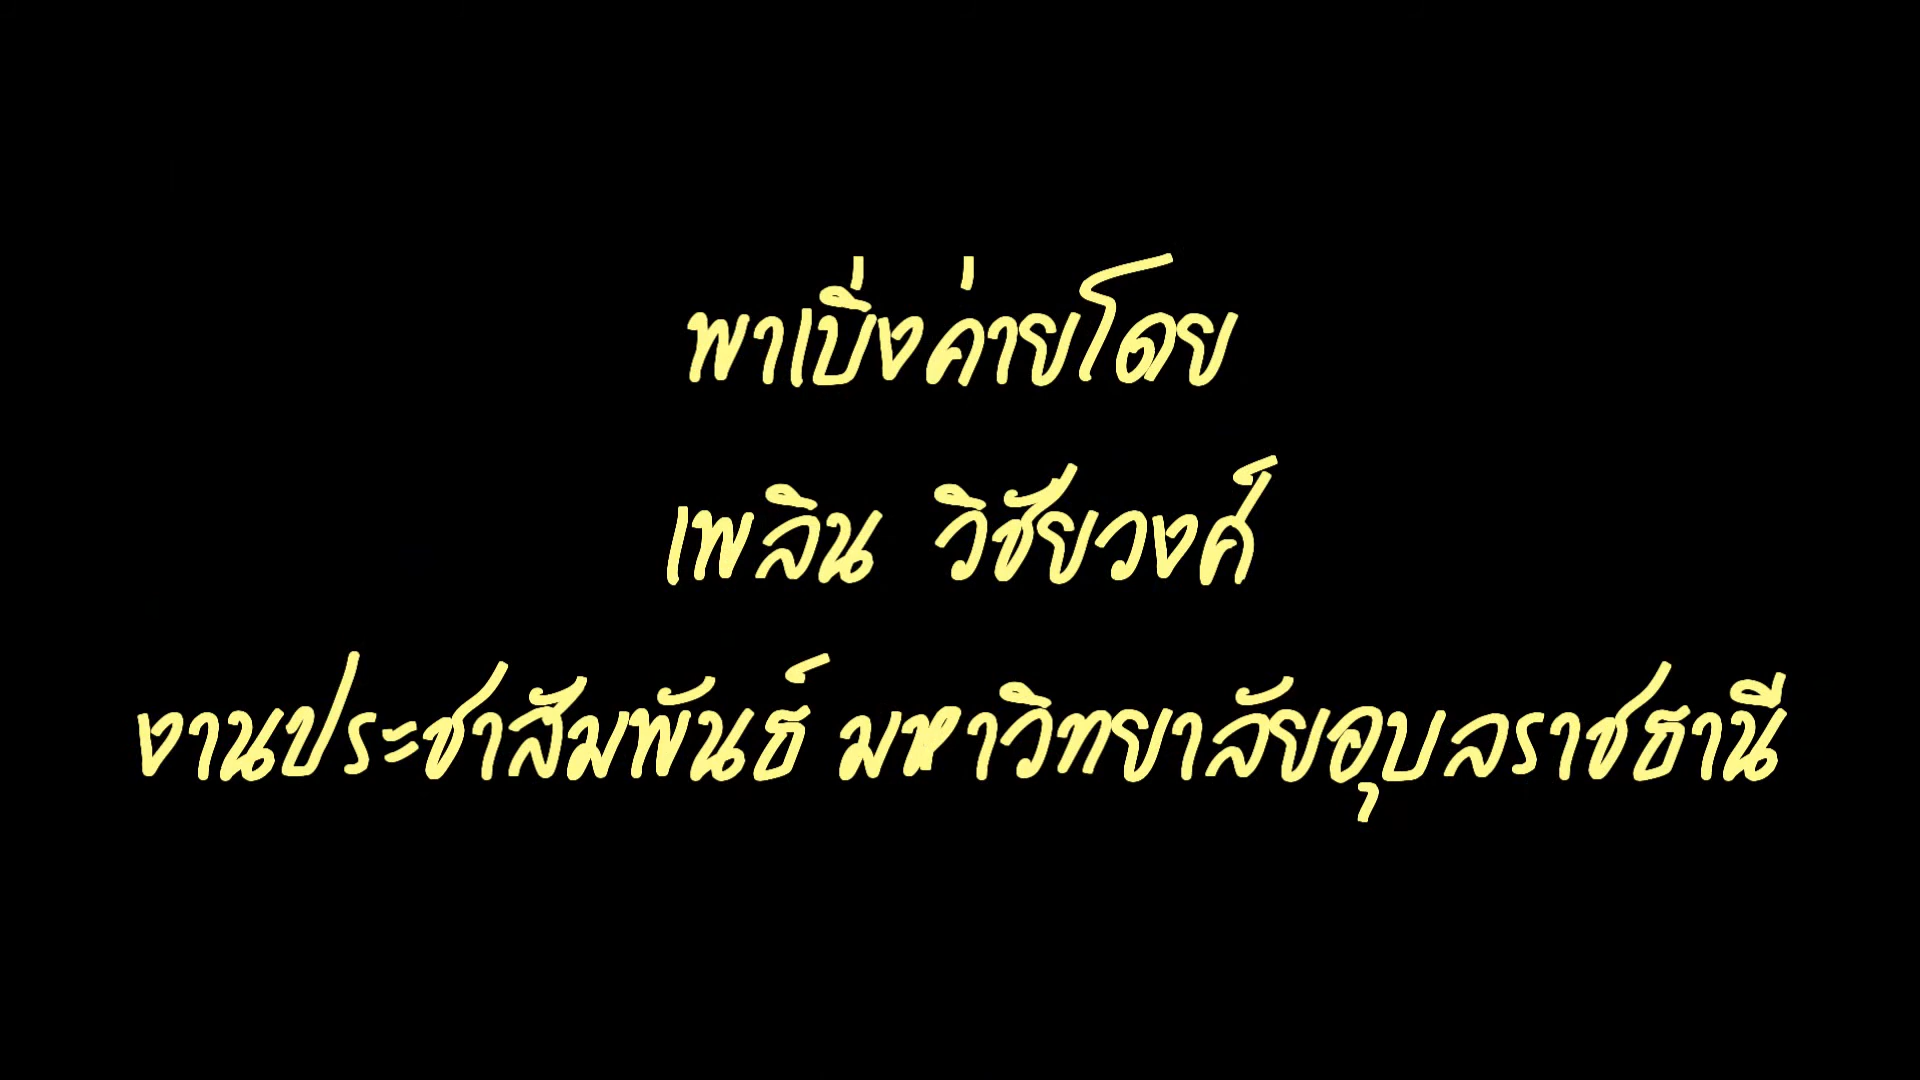 พาเบิ่งค่ายโดย
เพลิน วิชัยวงศ์
งานประชาสัมพันธ์ มหาวิทยาลัยอุบลราชธานี